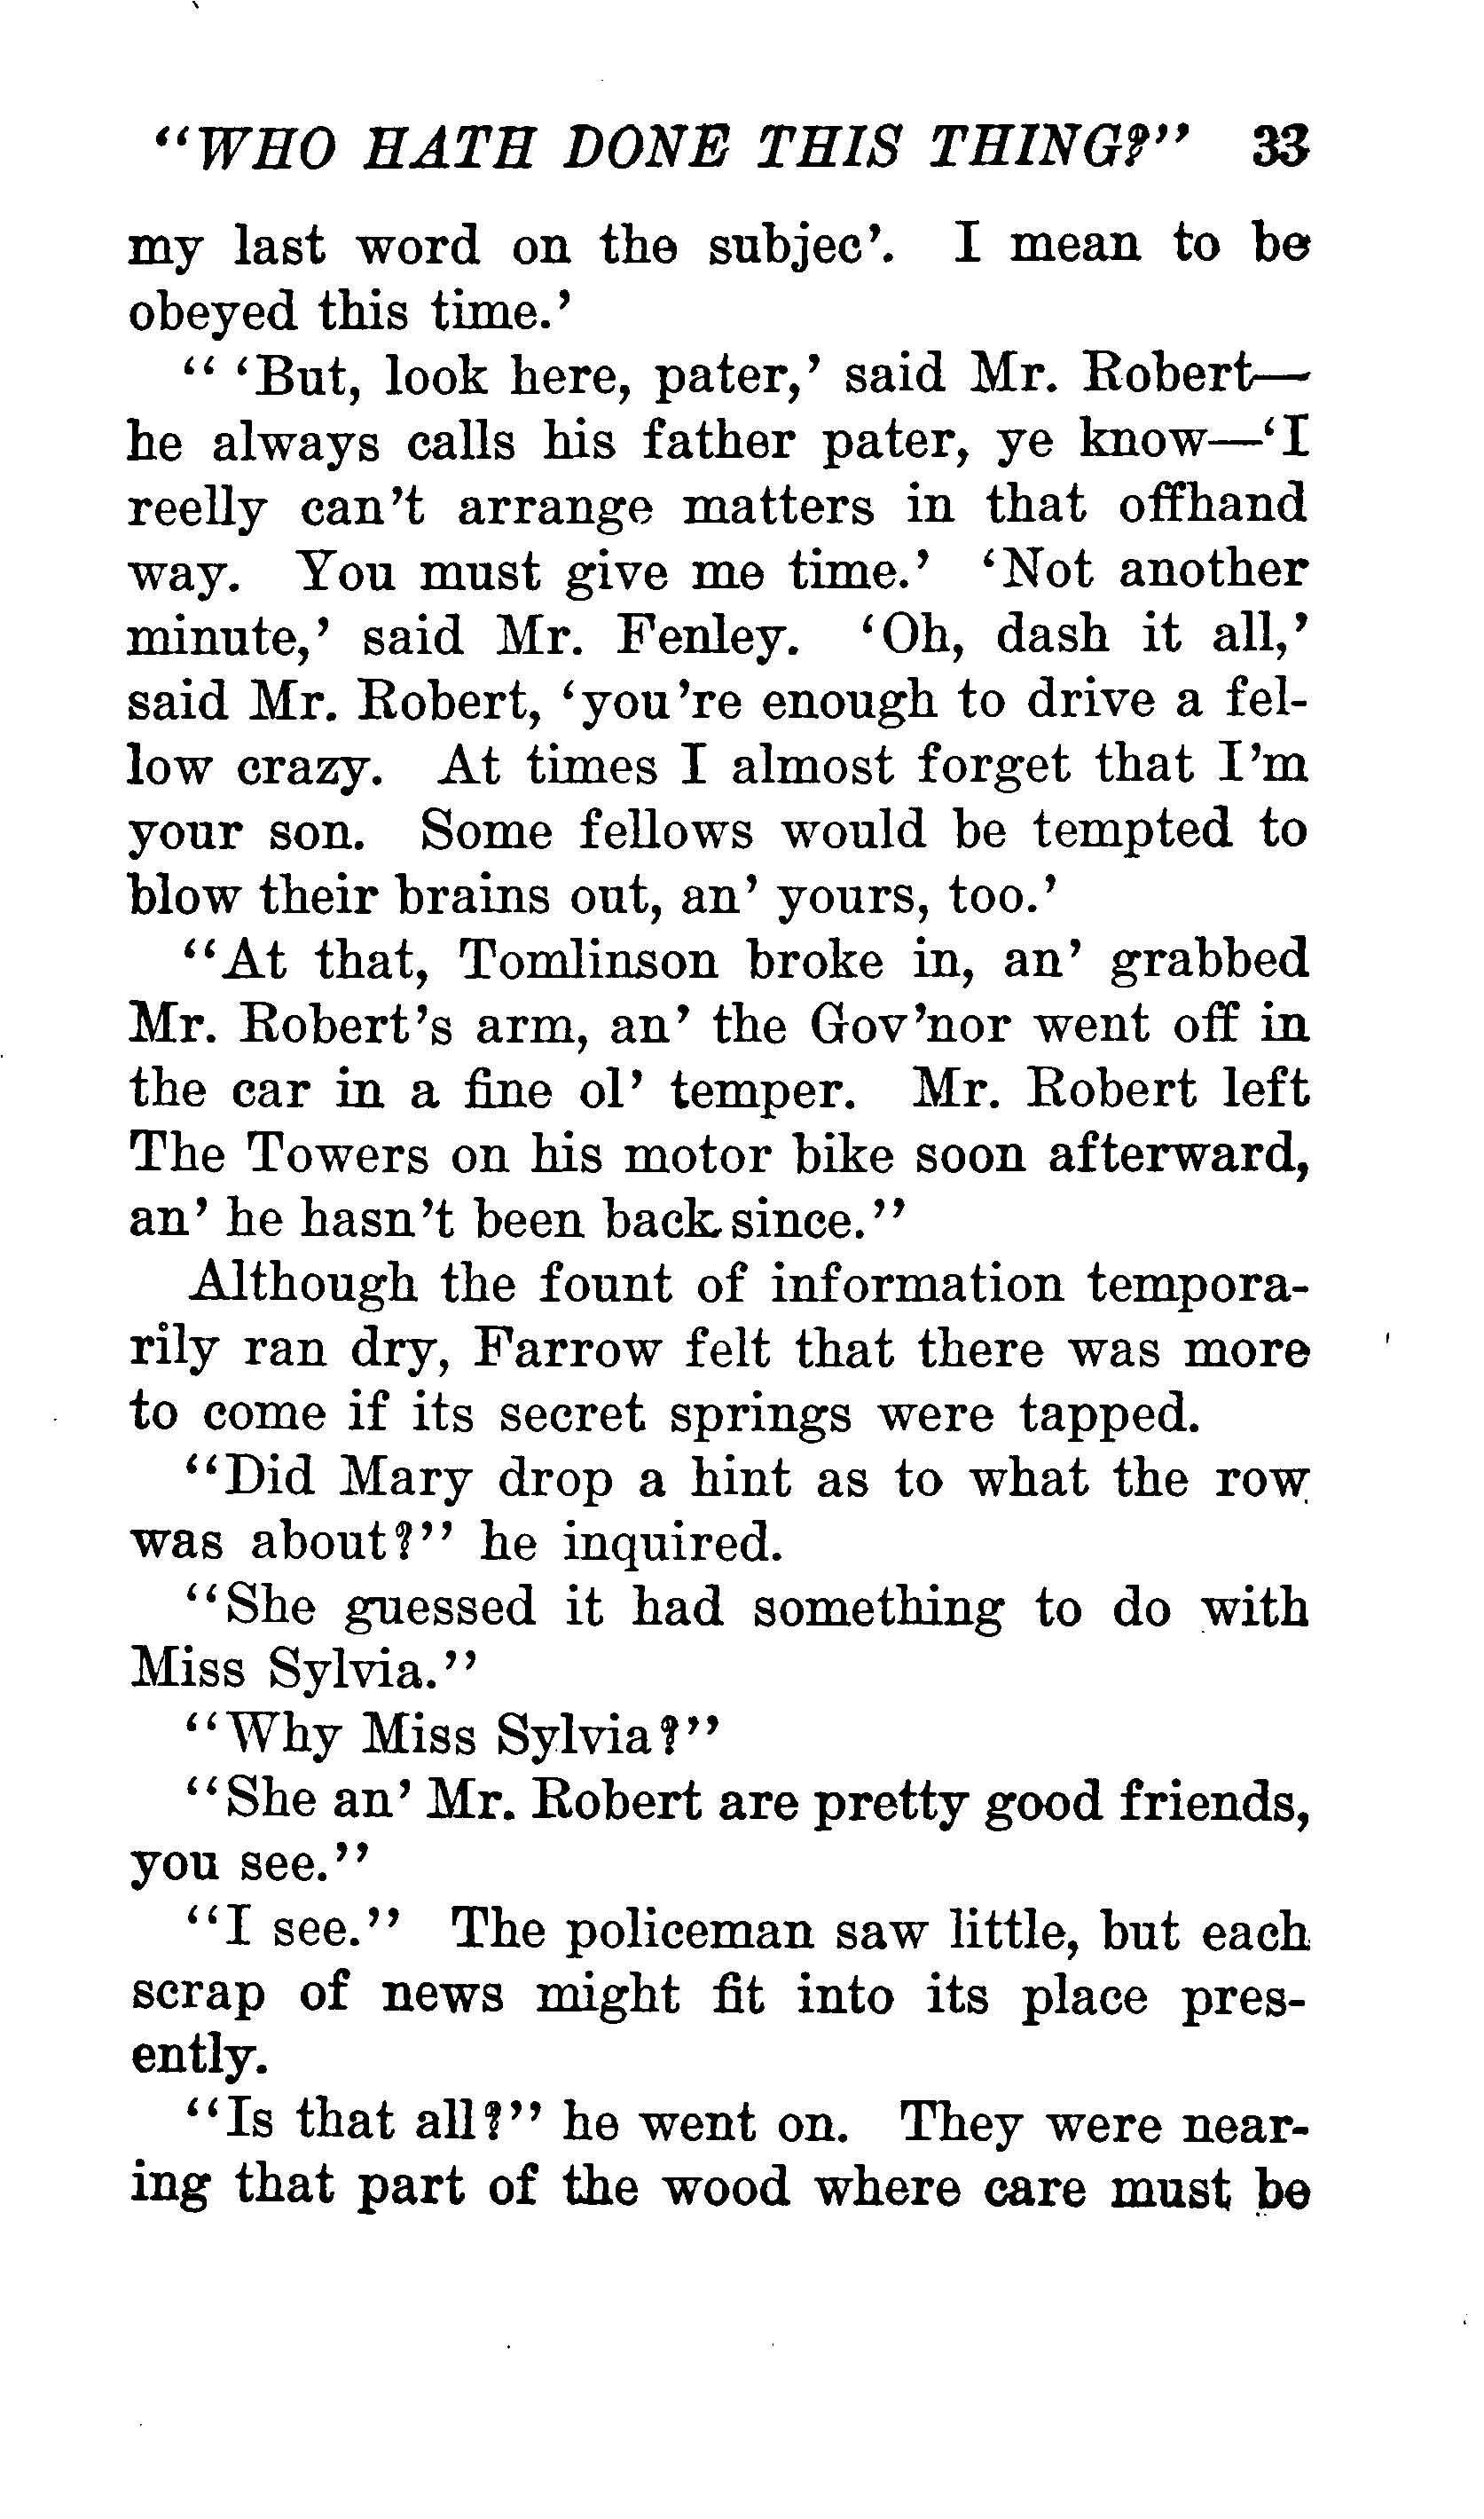 "WHO HATH DONE THIS THING?" 33
my last word on the subjec'. I mean to be
obeyed this time.'
" 'But, look here, pater,' said Mr. Robert—
he always calls his father pater, ye know—'I
reelly can't arrange matters in that offhand
way. You must give me time.' 'Not another
minute,' said Mr. Fenley. 'Oh, dash it all,'
said Mr. Robert, 'you're enough to drive a fel-
low crazy. At times I almost forget that I'm
your son. Some fellows would be tempted to
blow their brains out, an' yours, too.'
"At that, Tomlinson broke in, an' grabbed
Mr. Robert's arm, an' the Gov'nor went off in
the car in a fine ol' temper. Mr. Robert left
The Towers on his motor bike soon afterward,
an' he hasn't been back since."
Although the fount of information tempora-
rily ran dry, Farrow felt that there was more
to come if its secret springs were tapped.
"Did Mary drop a hint as to what the row
was about?" he inquired.
"She guessed it had something to do with
Miss Sylvia."
"Why Miss Sylvia?"
"She an' Mr. Robert are pretty good friends,
you see."
"I see." The policeman saw little, but each
scrap of news might fit into its place pres-
ently.
"Is that all?" he went on. They were near-
ing that part of the wood where care must be